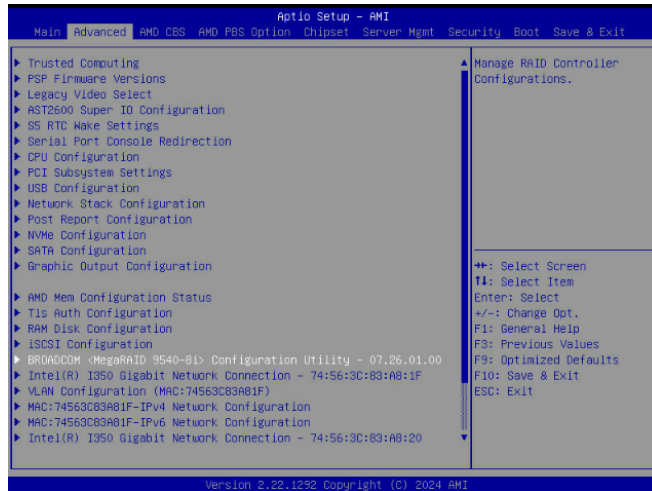 Aptio Setup – AMI
Main Advanced AMD CBS AMD PBS Option Chipset Server Mgmt Security Boot Save & Exit
Trusted Computing
PSP Firmware Versions
Legacy Video Select
AST2600 Super IO Configuration
S5 RTC Wake Settings
Serial Port Console Redirection
CPU Configuration
PCI Subsystem Settings
USB Configuration
Network Stack Configuration
Post Report Configuration
NVMe Configuration
SATA Configuration
Graphic Output Configuration
AMD Mem Configuration Status
Tls Auth Configuration
RAM Disk Configuration
iSCSI Configuration
BROADCOM <MegaRAID 9540-8i> Configuration Utility – 07.26.01.00
Intel(R) I350 Gigabit Network Connection – 74:56:3C:83:A8:1F
VLAN Configuration (MAC:74563C83A81F)
MAC:74563C83A81F-IPv4 Network Configuration
MAC:74563C83A81F-IPv6 Network Configuration
Intel(R) I350 Gigabit Network Connection – 74:56:3C:83:A8:20
Manage RAID Controller
Configurations.
→←: Select Screen
↑↓: Select Item
Enter: Select
+/-: Change Opt.
F1: General Help
F3: Previous Values
F9: Optimized Defaults
F10: Save & Exit
ESC: Exit
Version 2.22.1292 Copyright (C) 2024 AMI